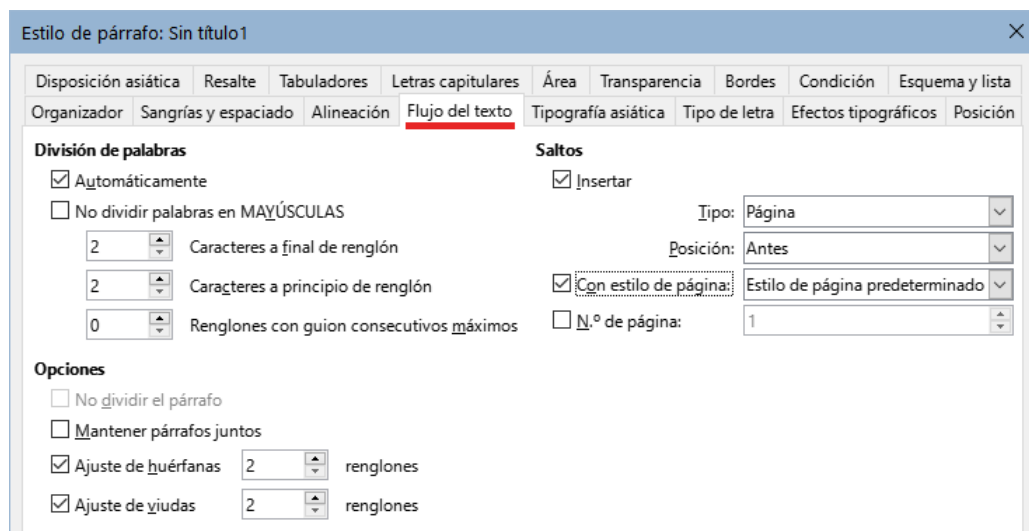 Estilo de párrafo: Sin título1
Disposición asiática Resalte Tabuladores Letras capitulares Área Transparencia Bordes Condición Esquema y lista
Organizador Sangrías y espaciado Alineación Flujo del texto Tipografía asiática Tipo de letra Efectos tipográficos Posición
División de palabras
Automáticamente
No dividir palabras en MAYÚSCULAS
2 Caracteres a final de renglón
2 Caracteres a principio de renglón
0 Renglones con guion consecutivos máximos
Opciones
No dividir el párrafo
Mantener párrafos juntos
Ajuste de huérfanas 2 renglones
Ajuste de viudas 2 renglones
Saltos
Insertar
Tipo: Página
Posición: Antes
Con estilo de página: Estilo de página predeterminado
N.º de página: 1